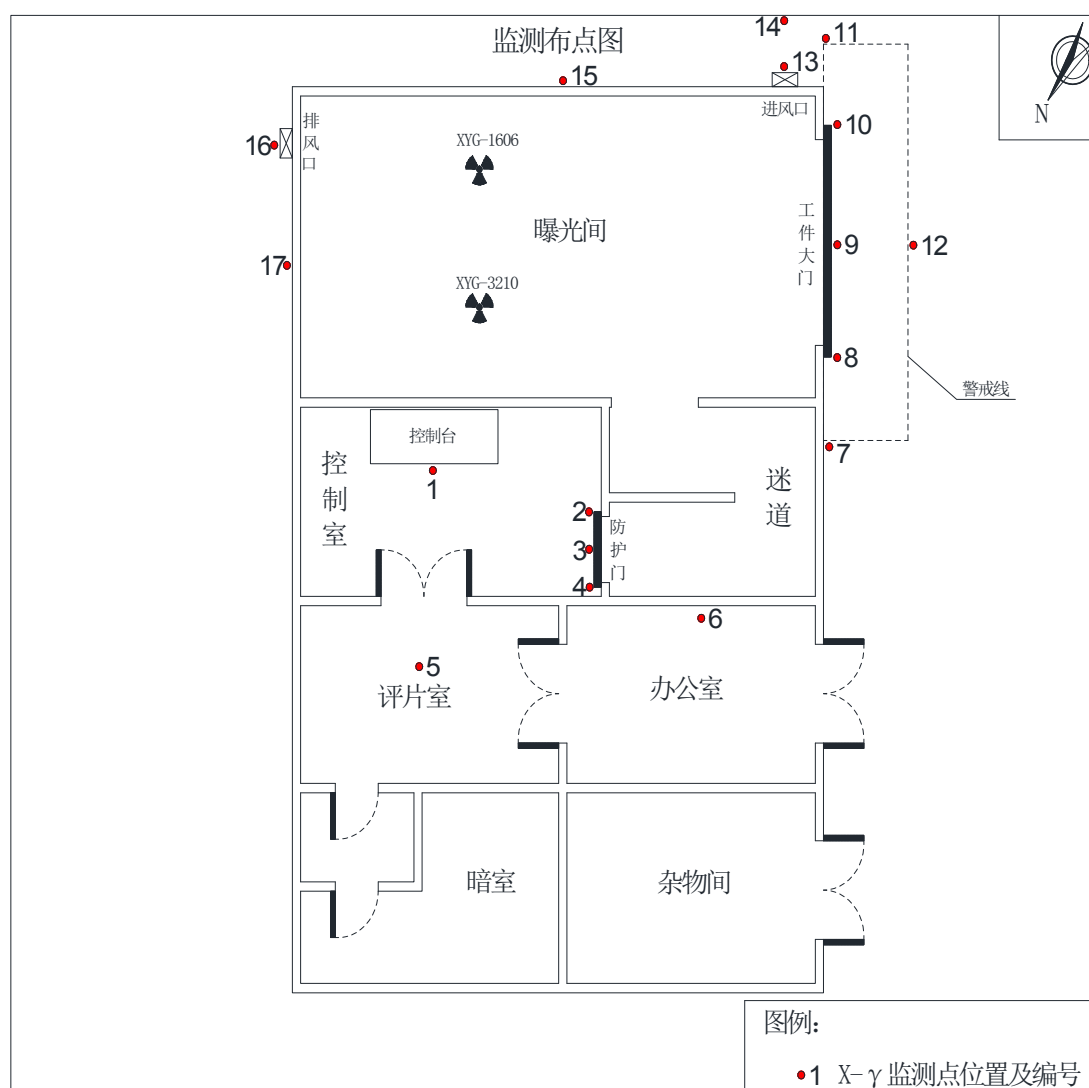 监测布点图
14
11
13
15
进风口
N
排风口
16
XYG-1606
10
曝光间
工件大门
9
12
17
XYG-3210
8
警戒线
控制台
7
控制室
1
迷道
2
防护门
3
4
6
5
评片室
办公室
暗室
杂物间
图例：
1 X-γ监测点位置及编号